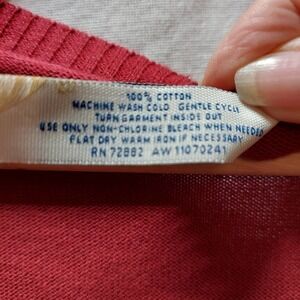 100% COTTON
MACHINE WASH COLD GENTLE CYCLE
TURN GARMENT INSIDE OUT
USE ONLY NON-CHLORINE BLEACH WHEN NEEDED
FLAT DRY WARM IRON IF NECESSARY
RN 72882 AW 11070241